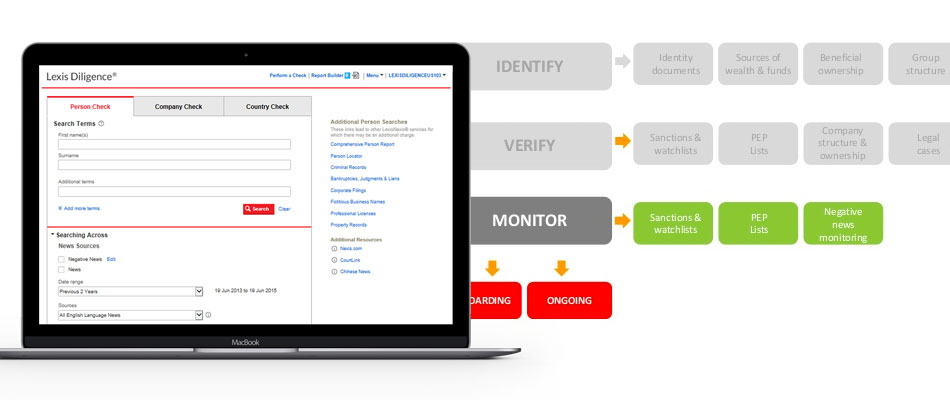 Lexis Diligence®
Perform a Check | Report Builder
| Menu ▾ | LEXISDILIGENCEUS103 ▾
Person Check
Company Check
Country Check
Search Terms
First name(s)
Surname
Additional terms
Add more terms
Search
Clear
Searching Across
News Sources
Negative News Edit
News
Date range
Previous 2 Years
19 Jun 2013 to 19 Jun 2015
Sources
All English Language News
Additional Person Searches
These links lead to other LexisNexis® services for
which there may be an additional charge.
Comprehensive Person Report
Person Locator
Criminal Records
Bankruptcies, Judgments & Liens
Corporate Filings
Fictitious Business Names
Professional Licenses
Property Records
Additional Resources
Nexis.com
CourtLink
Chinese News
MacBook
IDENTIFY
Identity
documents
Sources of
wealth & funds
Beneficial
ownership
Group
structure
VERIFY
Sanctions &
watchlists
PEP
Lists
Company
structure &
ownership
Legal
cases
MONITOR
Sanctions &
watchlists
PEP
Lists
Negative
news
monitoring
OARDING
ONGOING